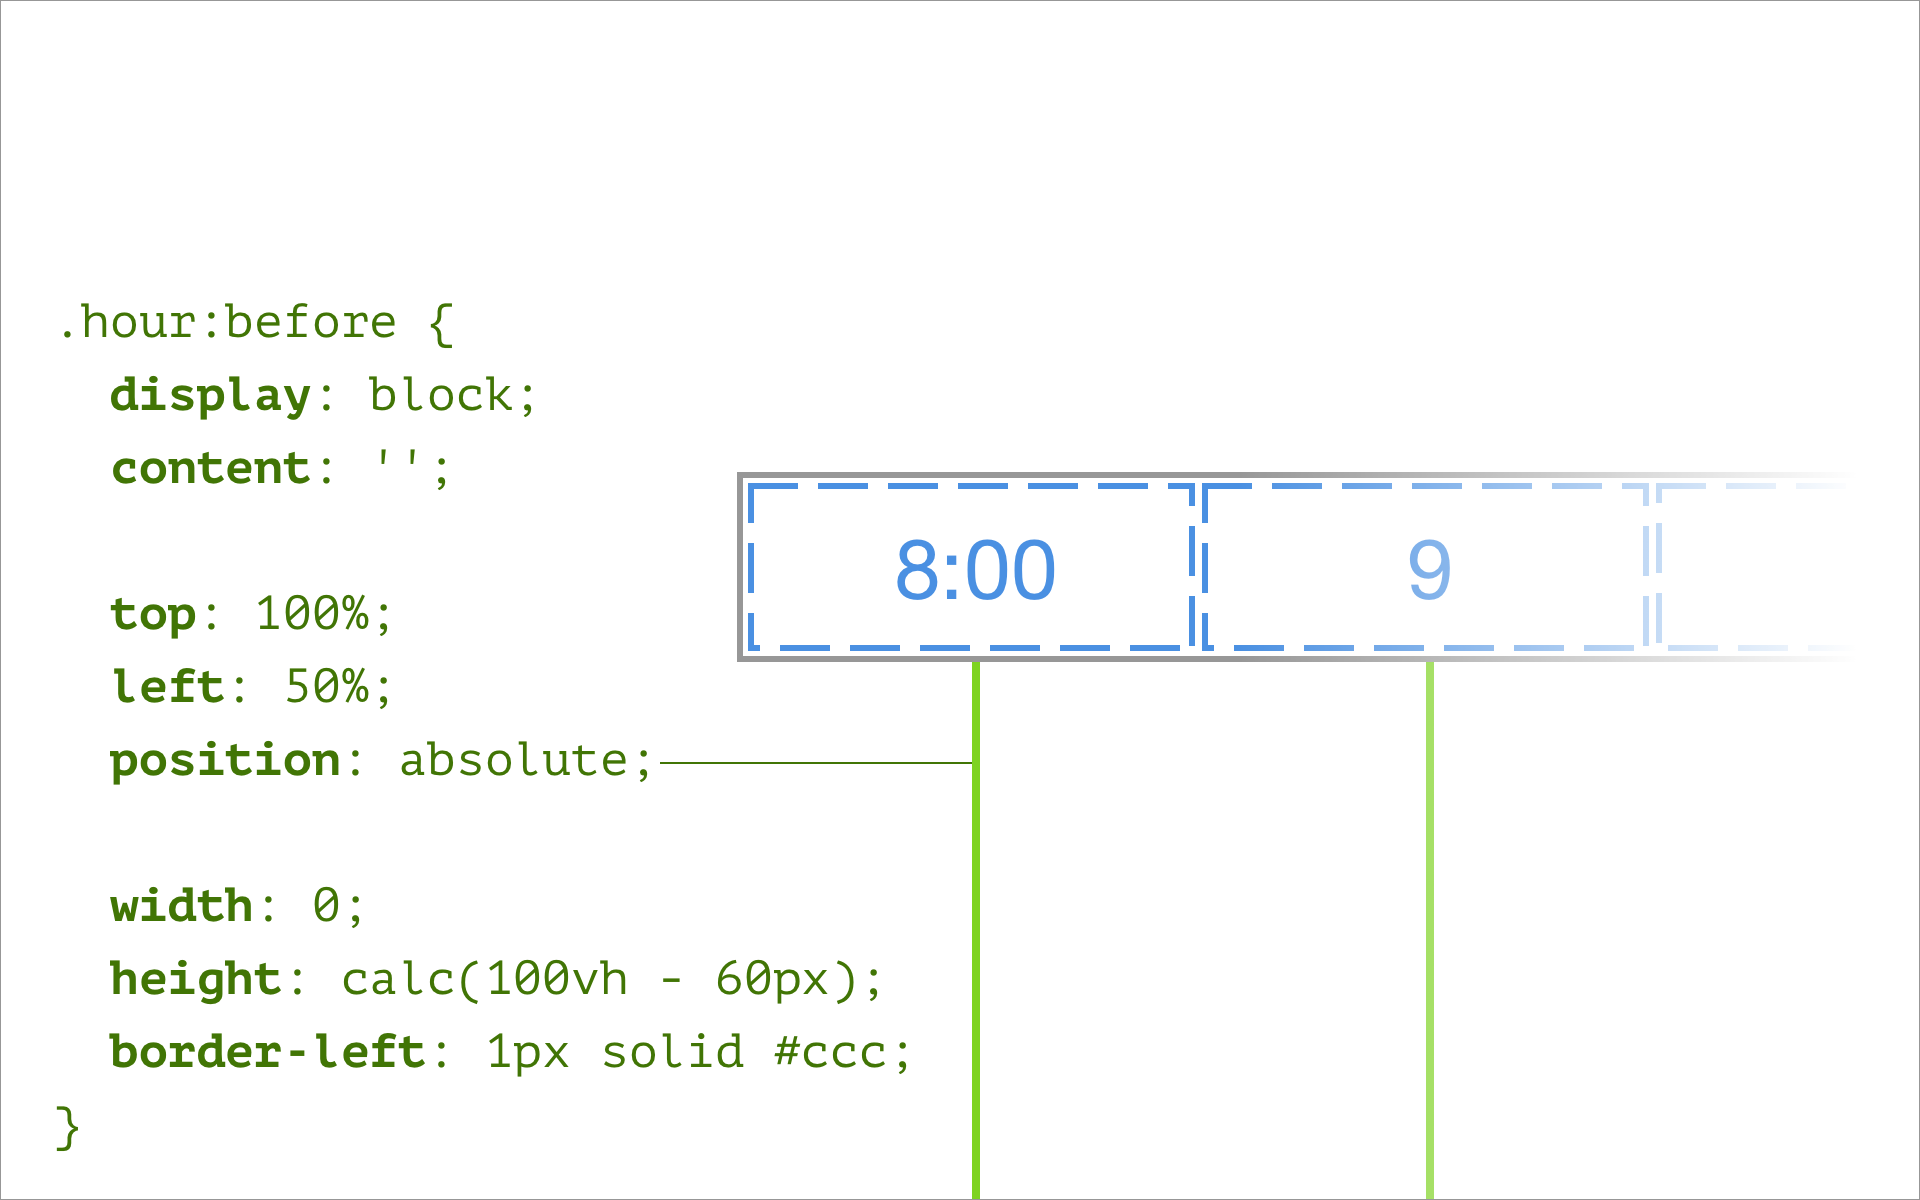 .hour:before {
display: block;
content: '';
top: 100%;
left: 50%;
position: absolute;
width: 0;
height: calc(100vh - 60px);
border-left: 1px solid #ccc;
}
8:00
9